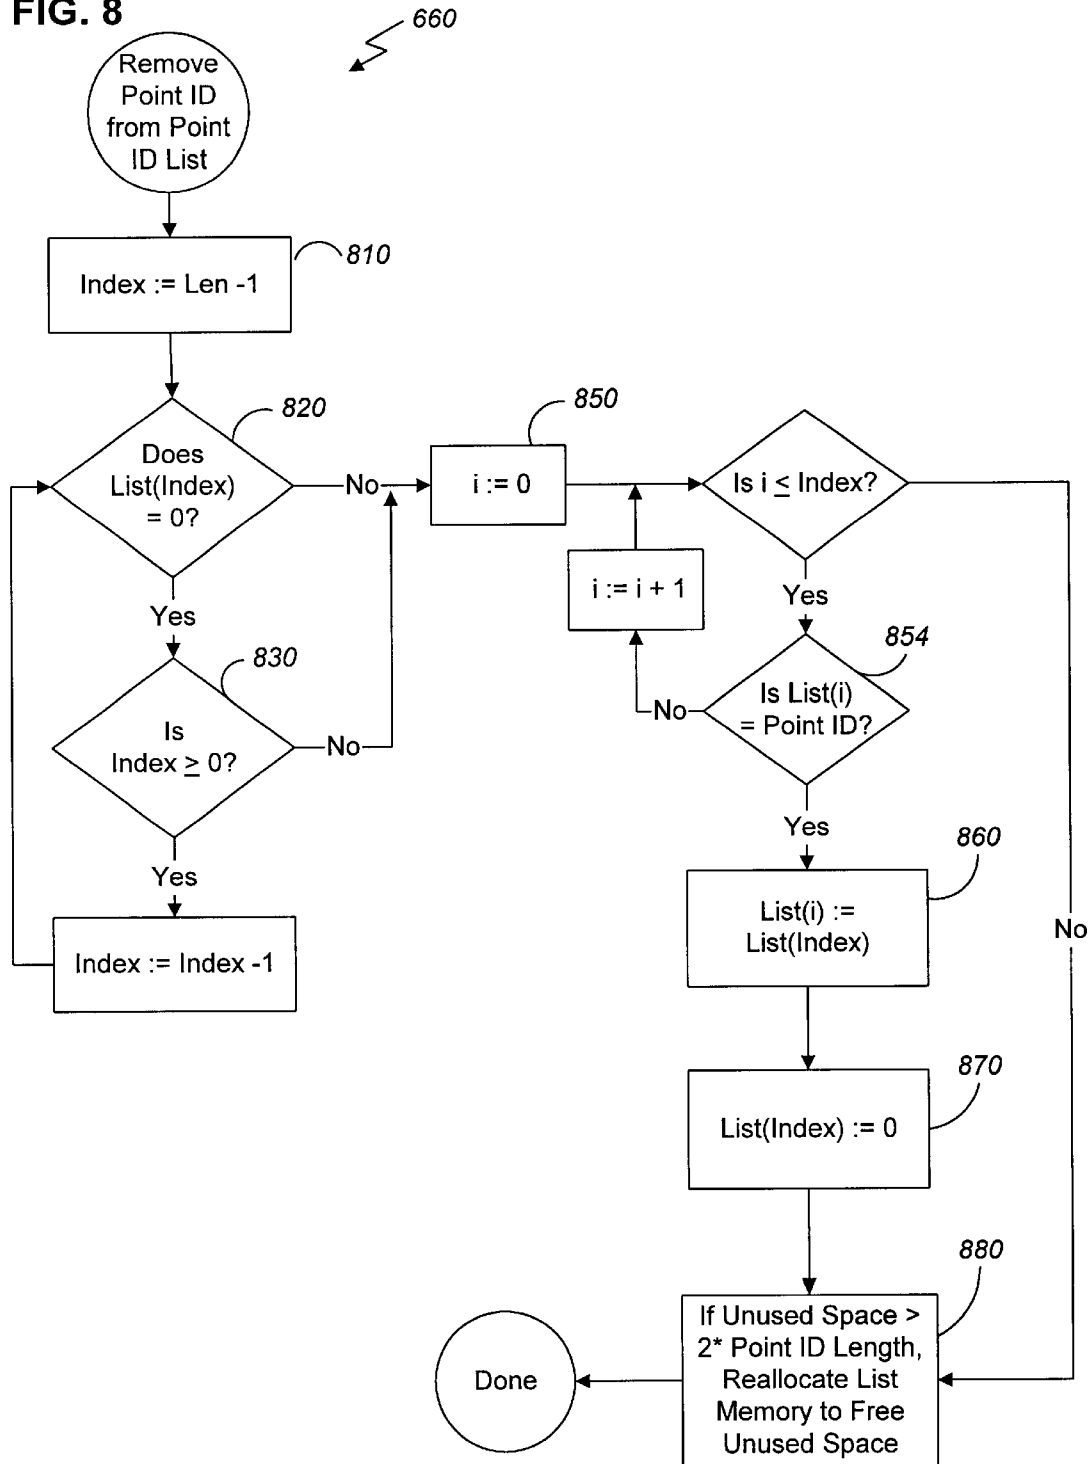 FIG. 8
660
Remove
Point ID
from Point
ID List
810
Index := Len -1
820
Does
List(Index)
= 0?
No
Yes
830
Is
Index ≥ 0?
No
Yes
Index := Index -1
850
i := 0
i := i + 1
Is i ≤ Index?
Yes
No
854
Is List(i)
= Point ID?
No
Yes
860
List(i) :=
List(Index)
870
List(Index) := 0
880
If Unused Space >
2* Point ID Length,
Reallocate List
Memory to Free
Unused Space
Done